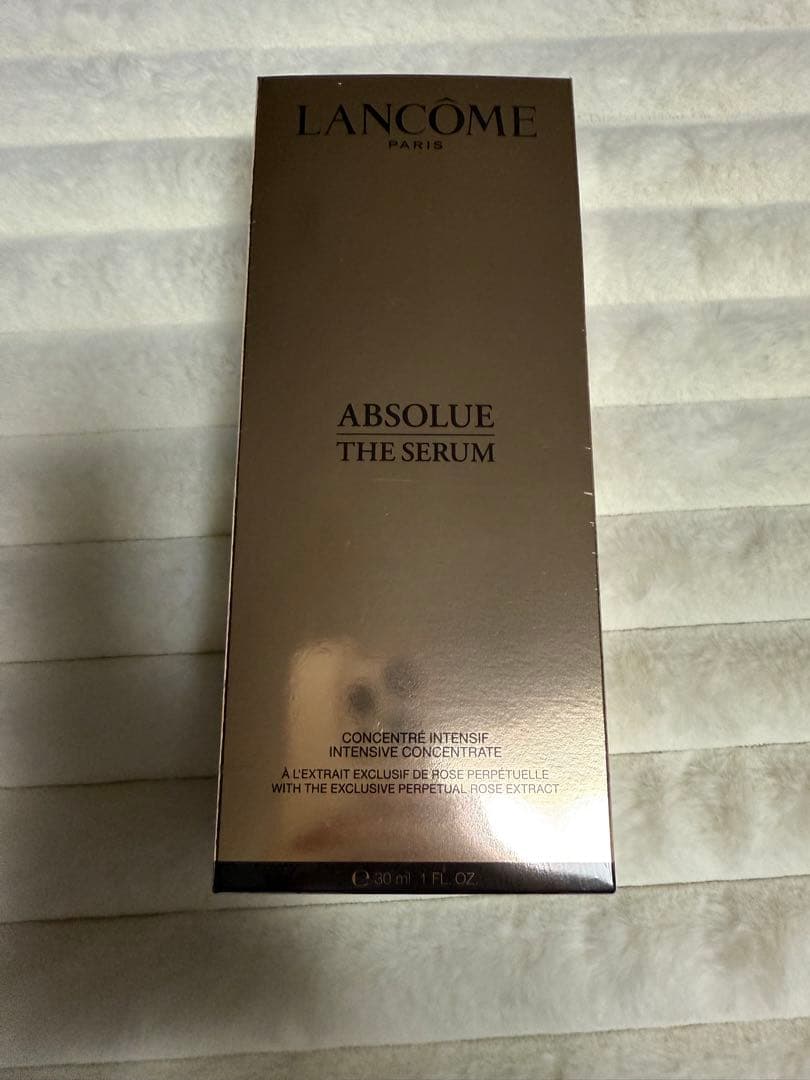 LANCÔME
PARIS
ABSOLUE
THE SERUM
CONCENTRÉ INTENSIF
INTENSIVE CONCENTRATE
À L'EXTRAIT EXCLUSIF DE ROSE PERPÉTUELLE
WITH THE EXCLUSIVE PERPETUAL ROSE EXTRACT
℮ 30 ml 1 FL. OZ.